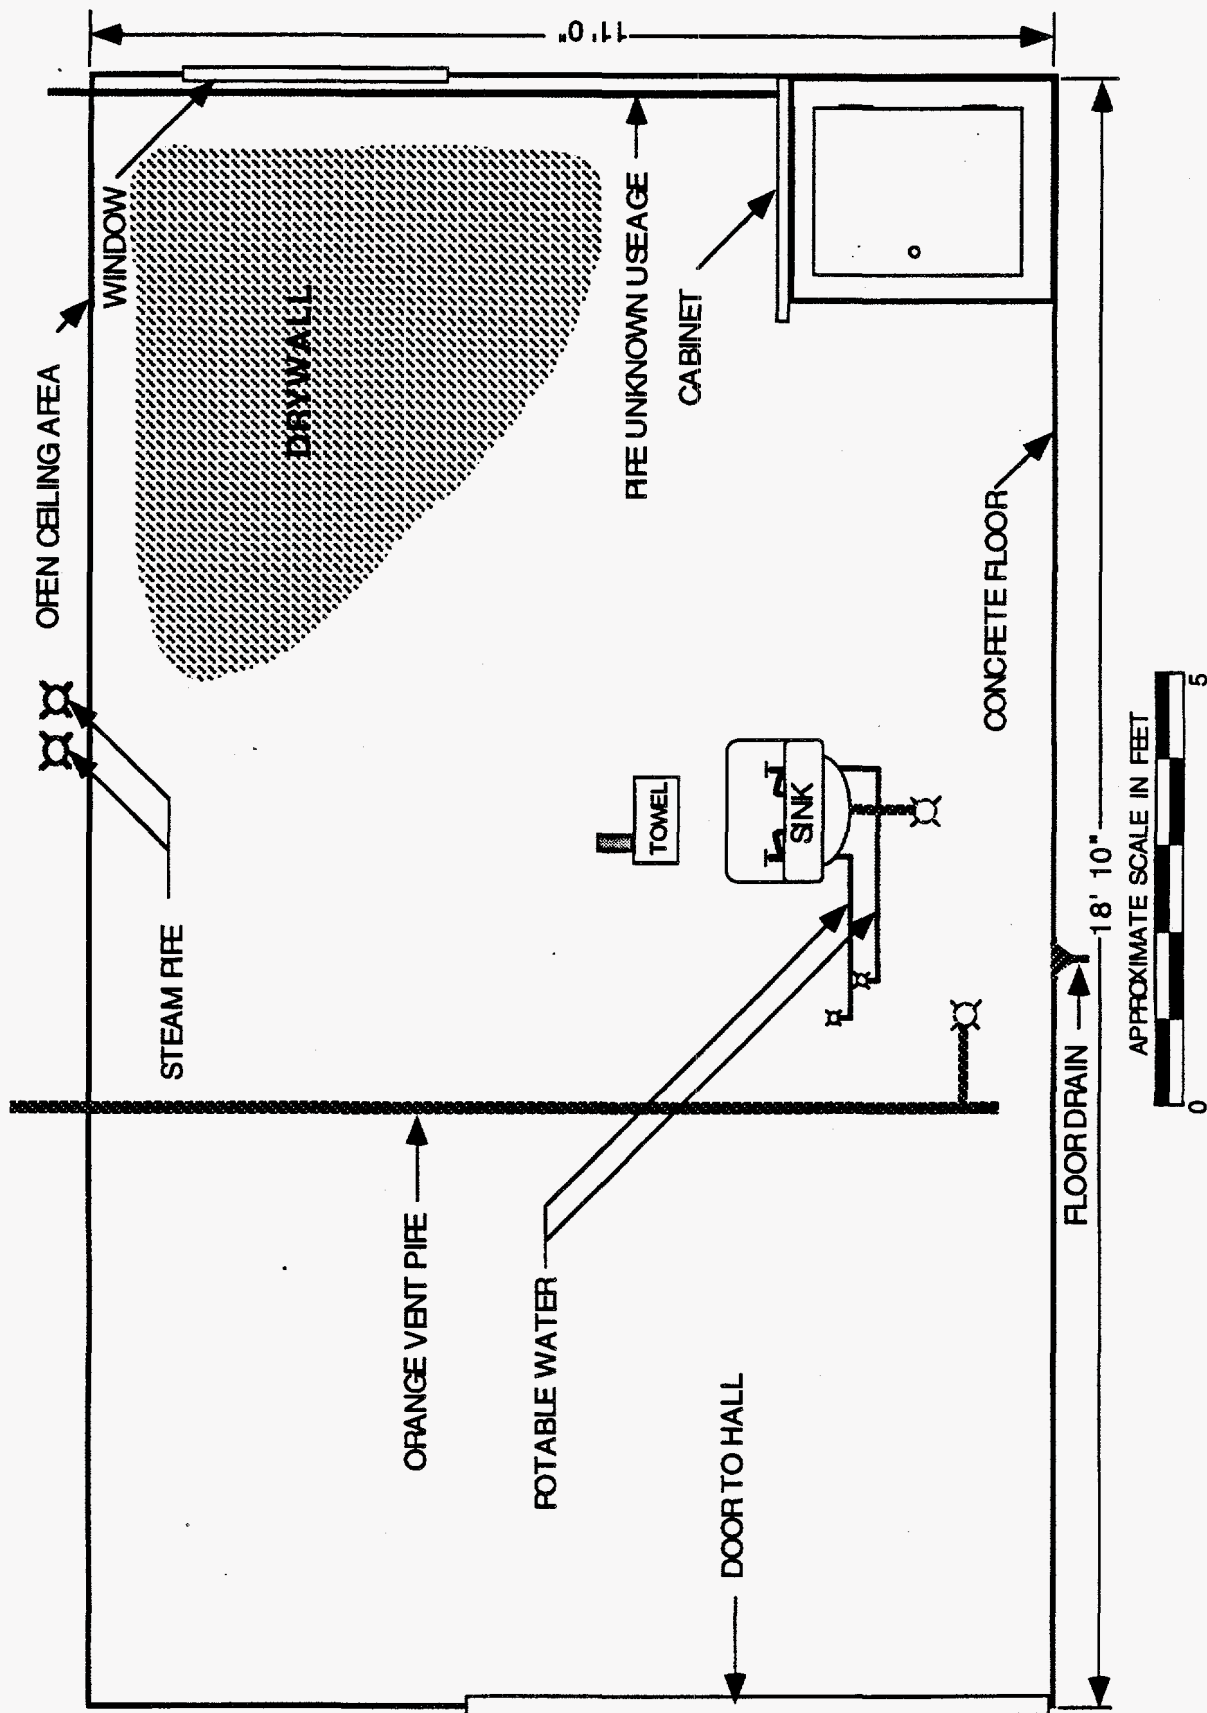 OPEN CEILING AREA
WINDOW
STEAM PIPE
DRYWALL
ORANGE VENT PIPE
ROTABLE WATER
11' 0"
PIPE UNKNOWN USEAGE
TOWEL
CABINET
DOOR TO HALL
SINK
CONCRETE FLOOR
FLOOR DRAIN
18' 10"
APPROXIMATE SCALE IN FEET
0 5